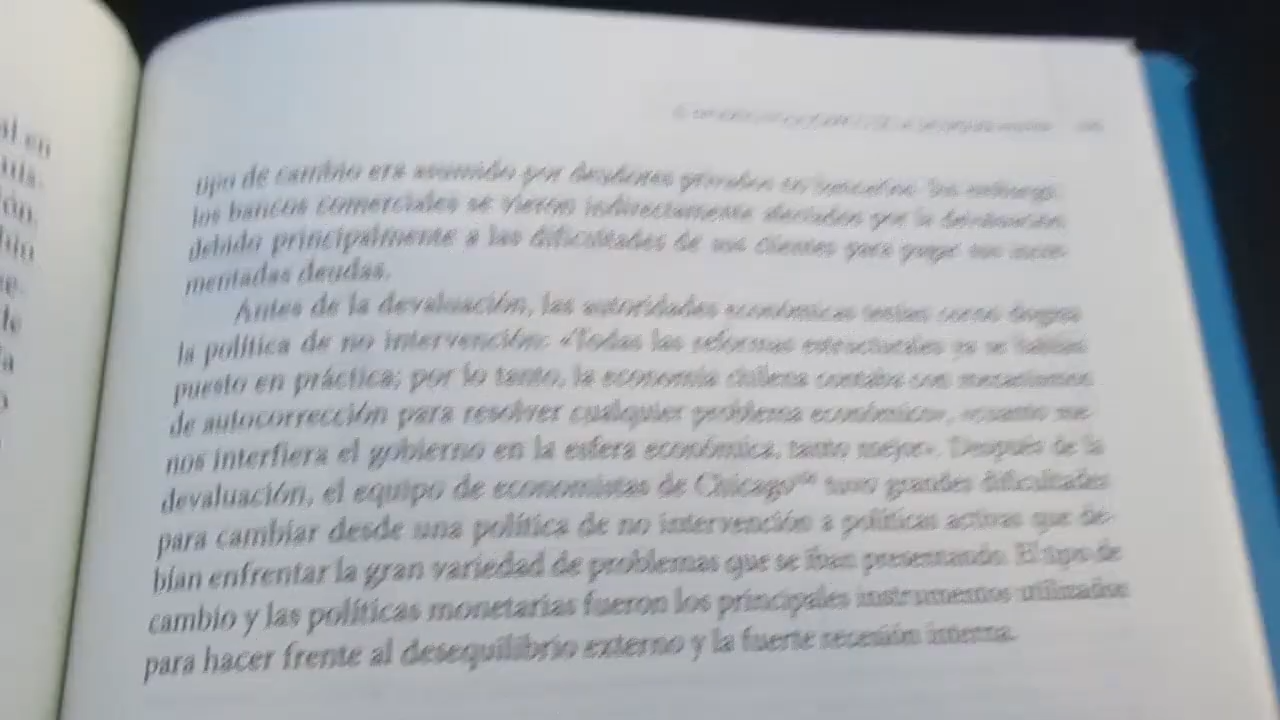 al en
ón,
tipo de cambio era asumido por
los bancos comerciales se vieron indirectamente afectados por la devaluación,
debido principalmente a las dificultades de sus clientes para pagar sus incre-
mentadas deudas.
Antes de la devaluación, las autoridades económicas tenían como
la política de no intervención: «Todas las reformas estructurales ya se habían
puesto en práctica; por lo tanto, la economía chilena contaba con mecanismos
de autocorrección para resolver cualquier problema económico», «cuanto me-
nos interfiera el gobierno en la esfera económica, tanto mejor». Después de la
devaluación, el equipo de economistas de Chicago tuvo grandes dificultades
para cambiar desde una política de no intervención a políticas activas que de-
bían enfrentar la gran variedad de problemas que se iban presentando. El tipo de
cambio y las políticas monetarias fueron los principales instrumentos utilizados
para hacer frente al desequilibrio externo y la fuerte recesión interna.